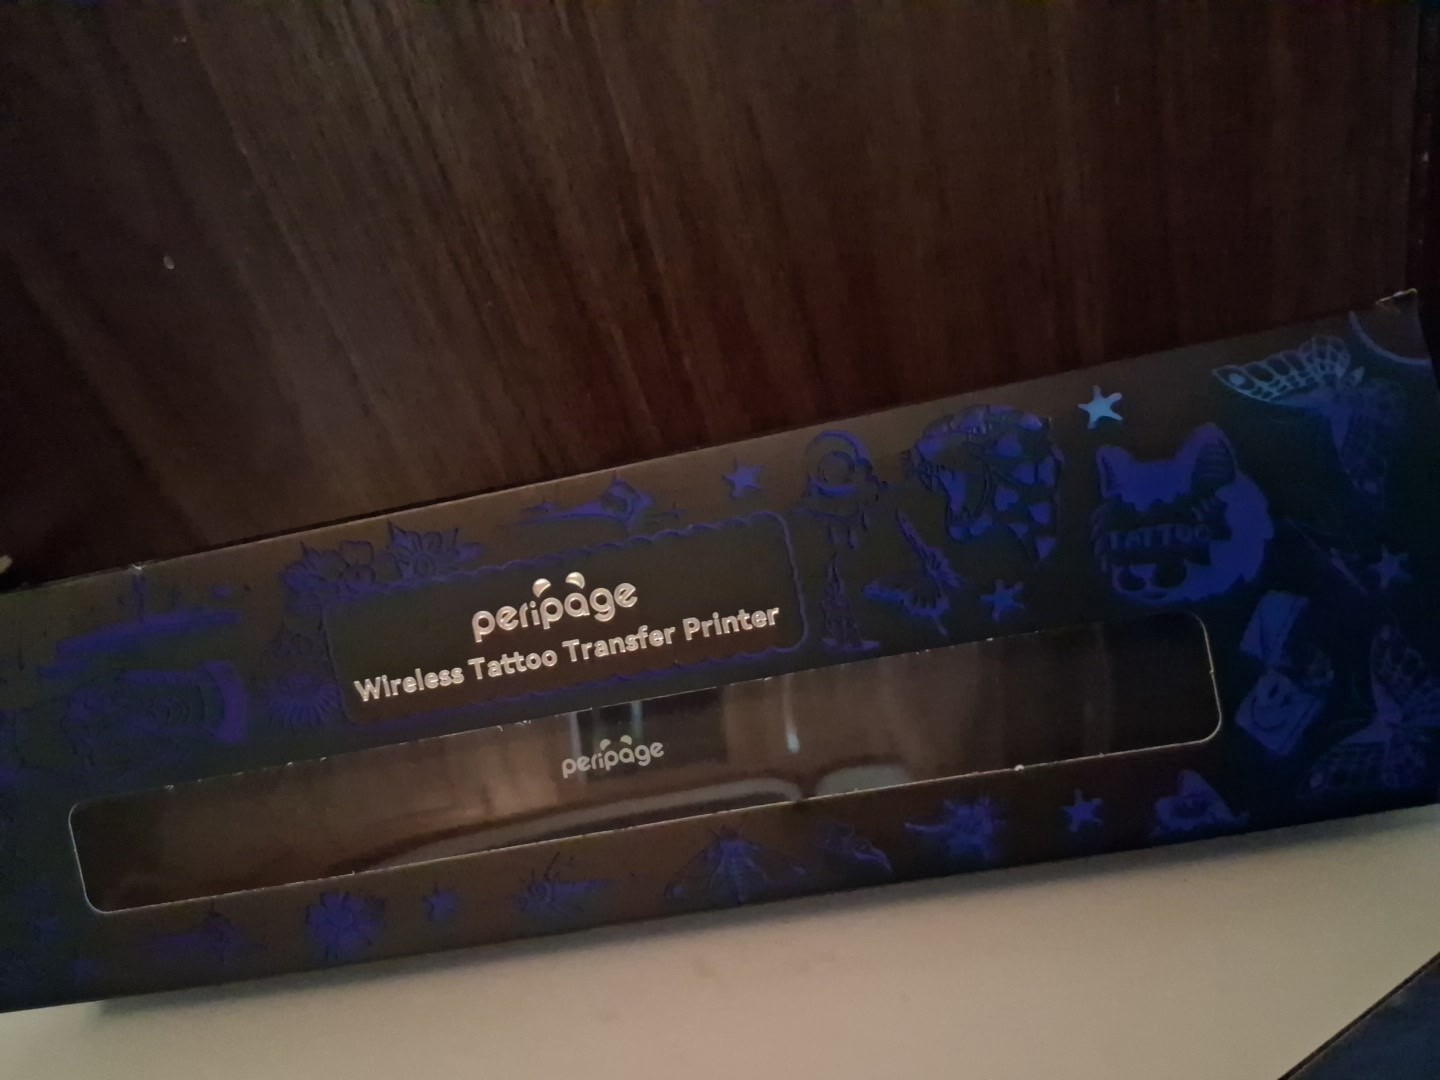 peripage
Wireless Tattoo Transfer Printer
TATTOO
peripage